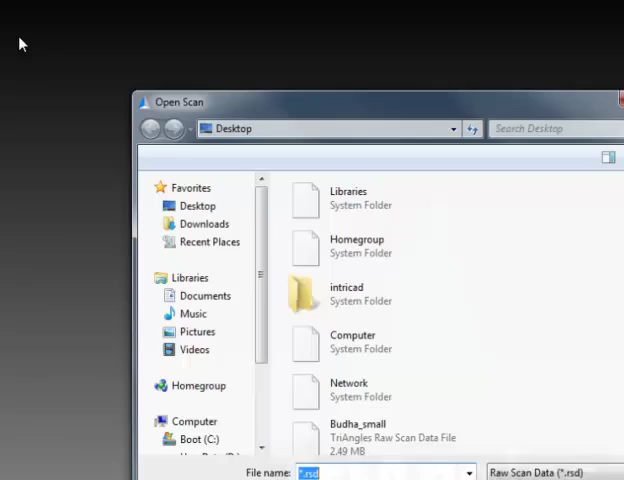 Open Scan
Desktop
Search Desktop
Favorites
Desktop
Downloads
Recent Places
Libraries
Documents
Music
Pictures
Videos
Homegroup
Computer
Boot (C:)
Libraries
System Folder
Homegroup
System Folder
intricad
System Folder
Computer
System Folder
Network
System Folder
Budha_small
TriAngles Raw Scan Data File
2.49 MB
File name:
*.rsd
Raw Scan Data (*.rsd)